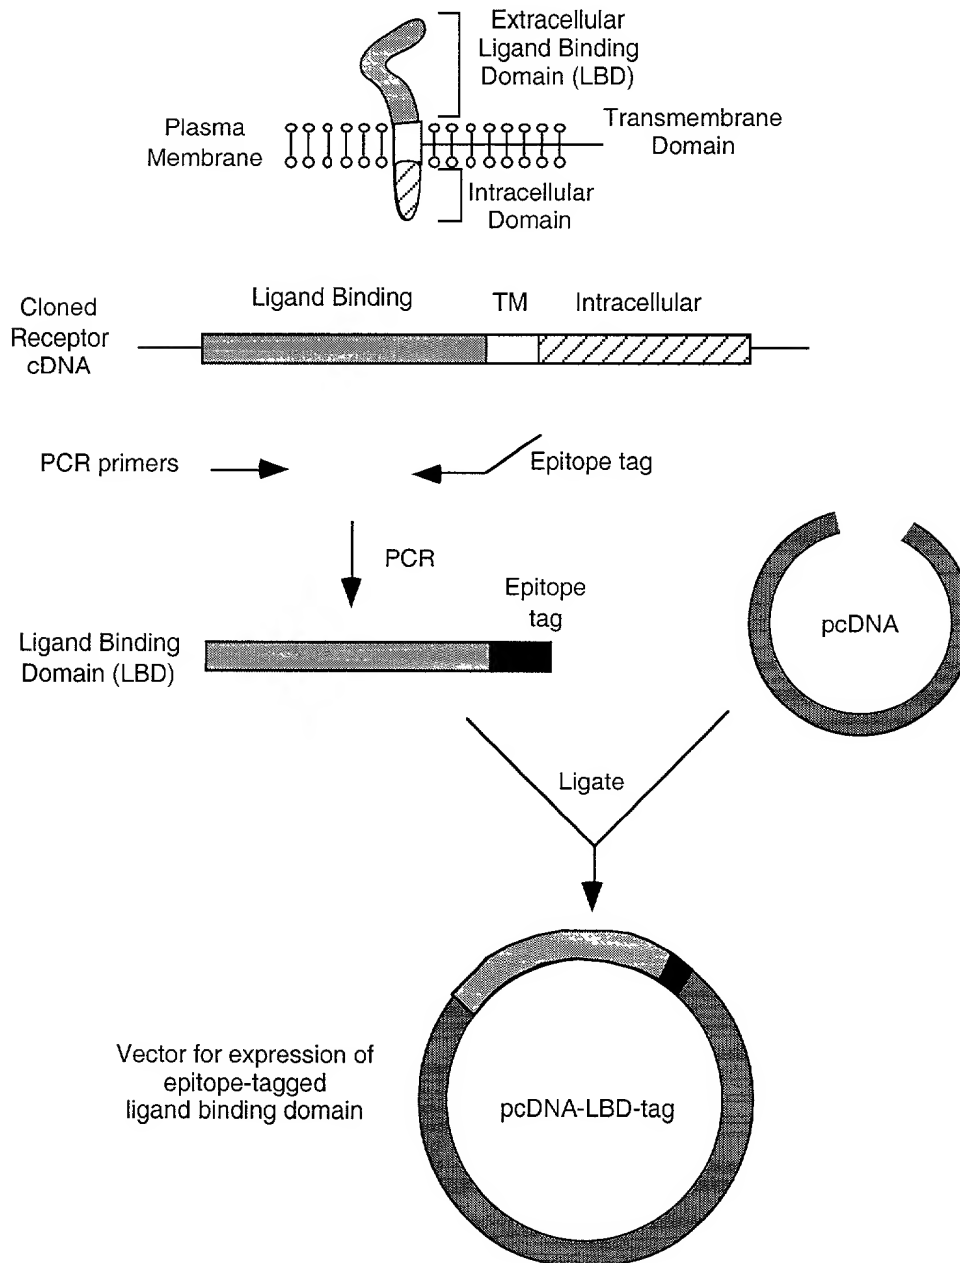 Extracellular
Ligand Binding
Domain (LBD)
Plasma
Membrane
Transmembrane
Domain
Intracellular
Domain
Cloned
Receptor
cDNA
Ligand Binding
TM
Intracellular
PCR primers
Epitope tag
PCR
Epitope
tag
Ligand Binding
Domain (LBD)
pcDNA
Ligate
Vector for expression of
epitope-tagged
ligand binding domain
pcDNA-LBD-tag